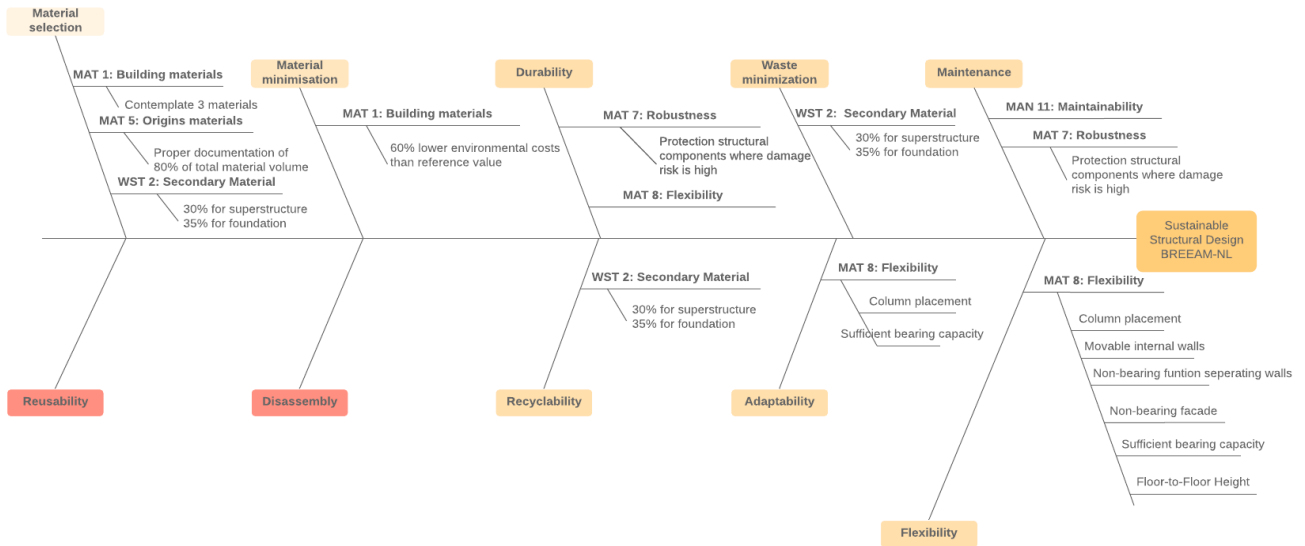 Material
selection
MAT 1: Building materials
Contemplate 3 materials
MAT 5: Origins materials
Proper documentation of
80% of total material volume
WST 2: Secondary Material
30% for superstructure
35% for foundation
Material
minimisation
MAT 1: Building materials
60% lower environmental costs
than reference value
Durability
MAT 7: Robustness
Protection structural
components where damage
risk is high
MAT 8: Flexibility
Waste
minimization
WST 2: Secondary Material
30% for superstructure
35% for foundation
Maintenance
MAN 11: Maintainability
MAT 7: Robustness
Protection structural
components where damage
risk is high
Sustainable
Structural Design
BREEAM-NL
Reusability
Disassembly
WST 2: Secondary Material
30% for superstructure
35% for foundation
Recyclability
MAT 8: Flexibility
Column placement
Sufficient bearing capacity
Adaptability
MAT 8: Flexibility
Column placement
Movable internal walls
Non-bearing funtion seperating walls
Non-bearing facade
Sufficient bearing capacity
Floor-to-Floor Height
Flexibility